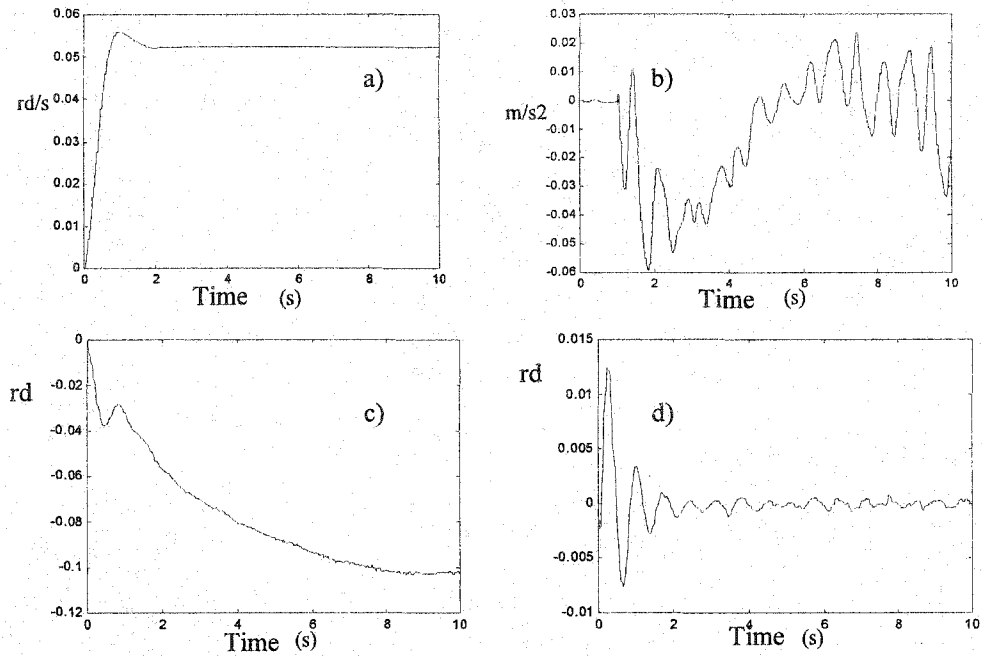 0.06
0.05
0.04
0.03
0.02
0.01
0
rd/s
a)
0 2 4 6 8 10
Time (s)
0.03
0.02
0.01
0
-0.01
-0.02
-0.03
-0.04
-0.05
-0.06
m/s2
b)
0 2 4 6 8 10
Time (s)
0
-0.02
-0.04
-0.06
-0.08
-0.1
-0.12
rd
c)
0 2 4 6 8 10
Time (s)
0.015
0.01
0.005
0
-0.005
-0.01
rd
d)
0 2 4 6 8 10
Time (s)